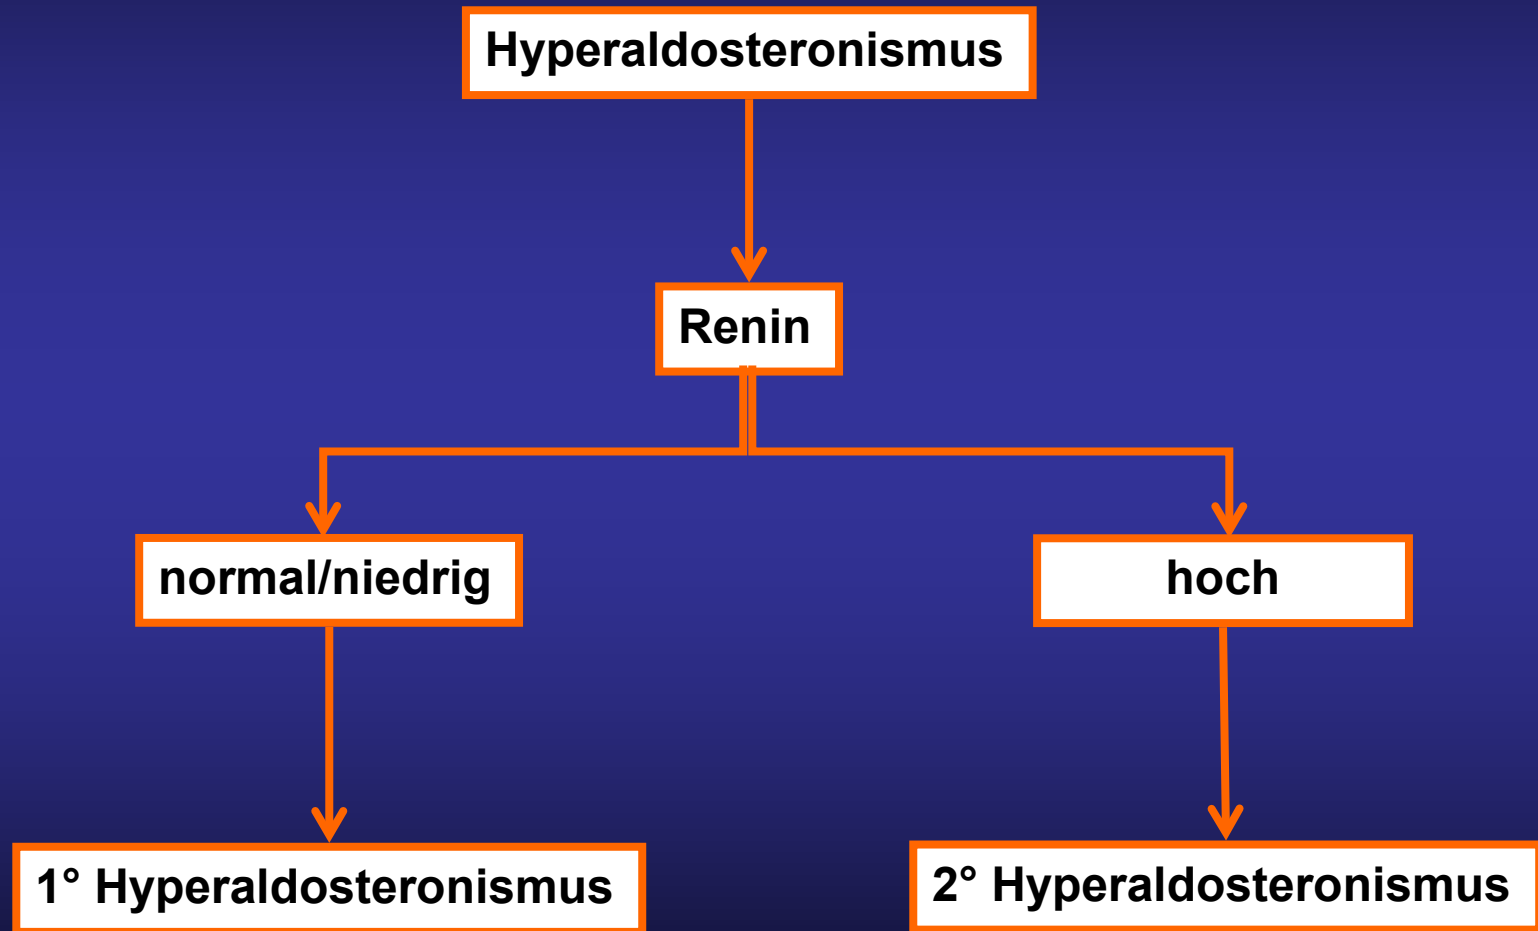 Hyperaldosteronismus
Renin
normal/niedrig
hoch
1° Hyperaldosteronismus
2° Hyperaldosteronismus